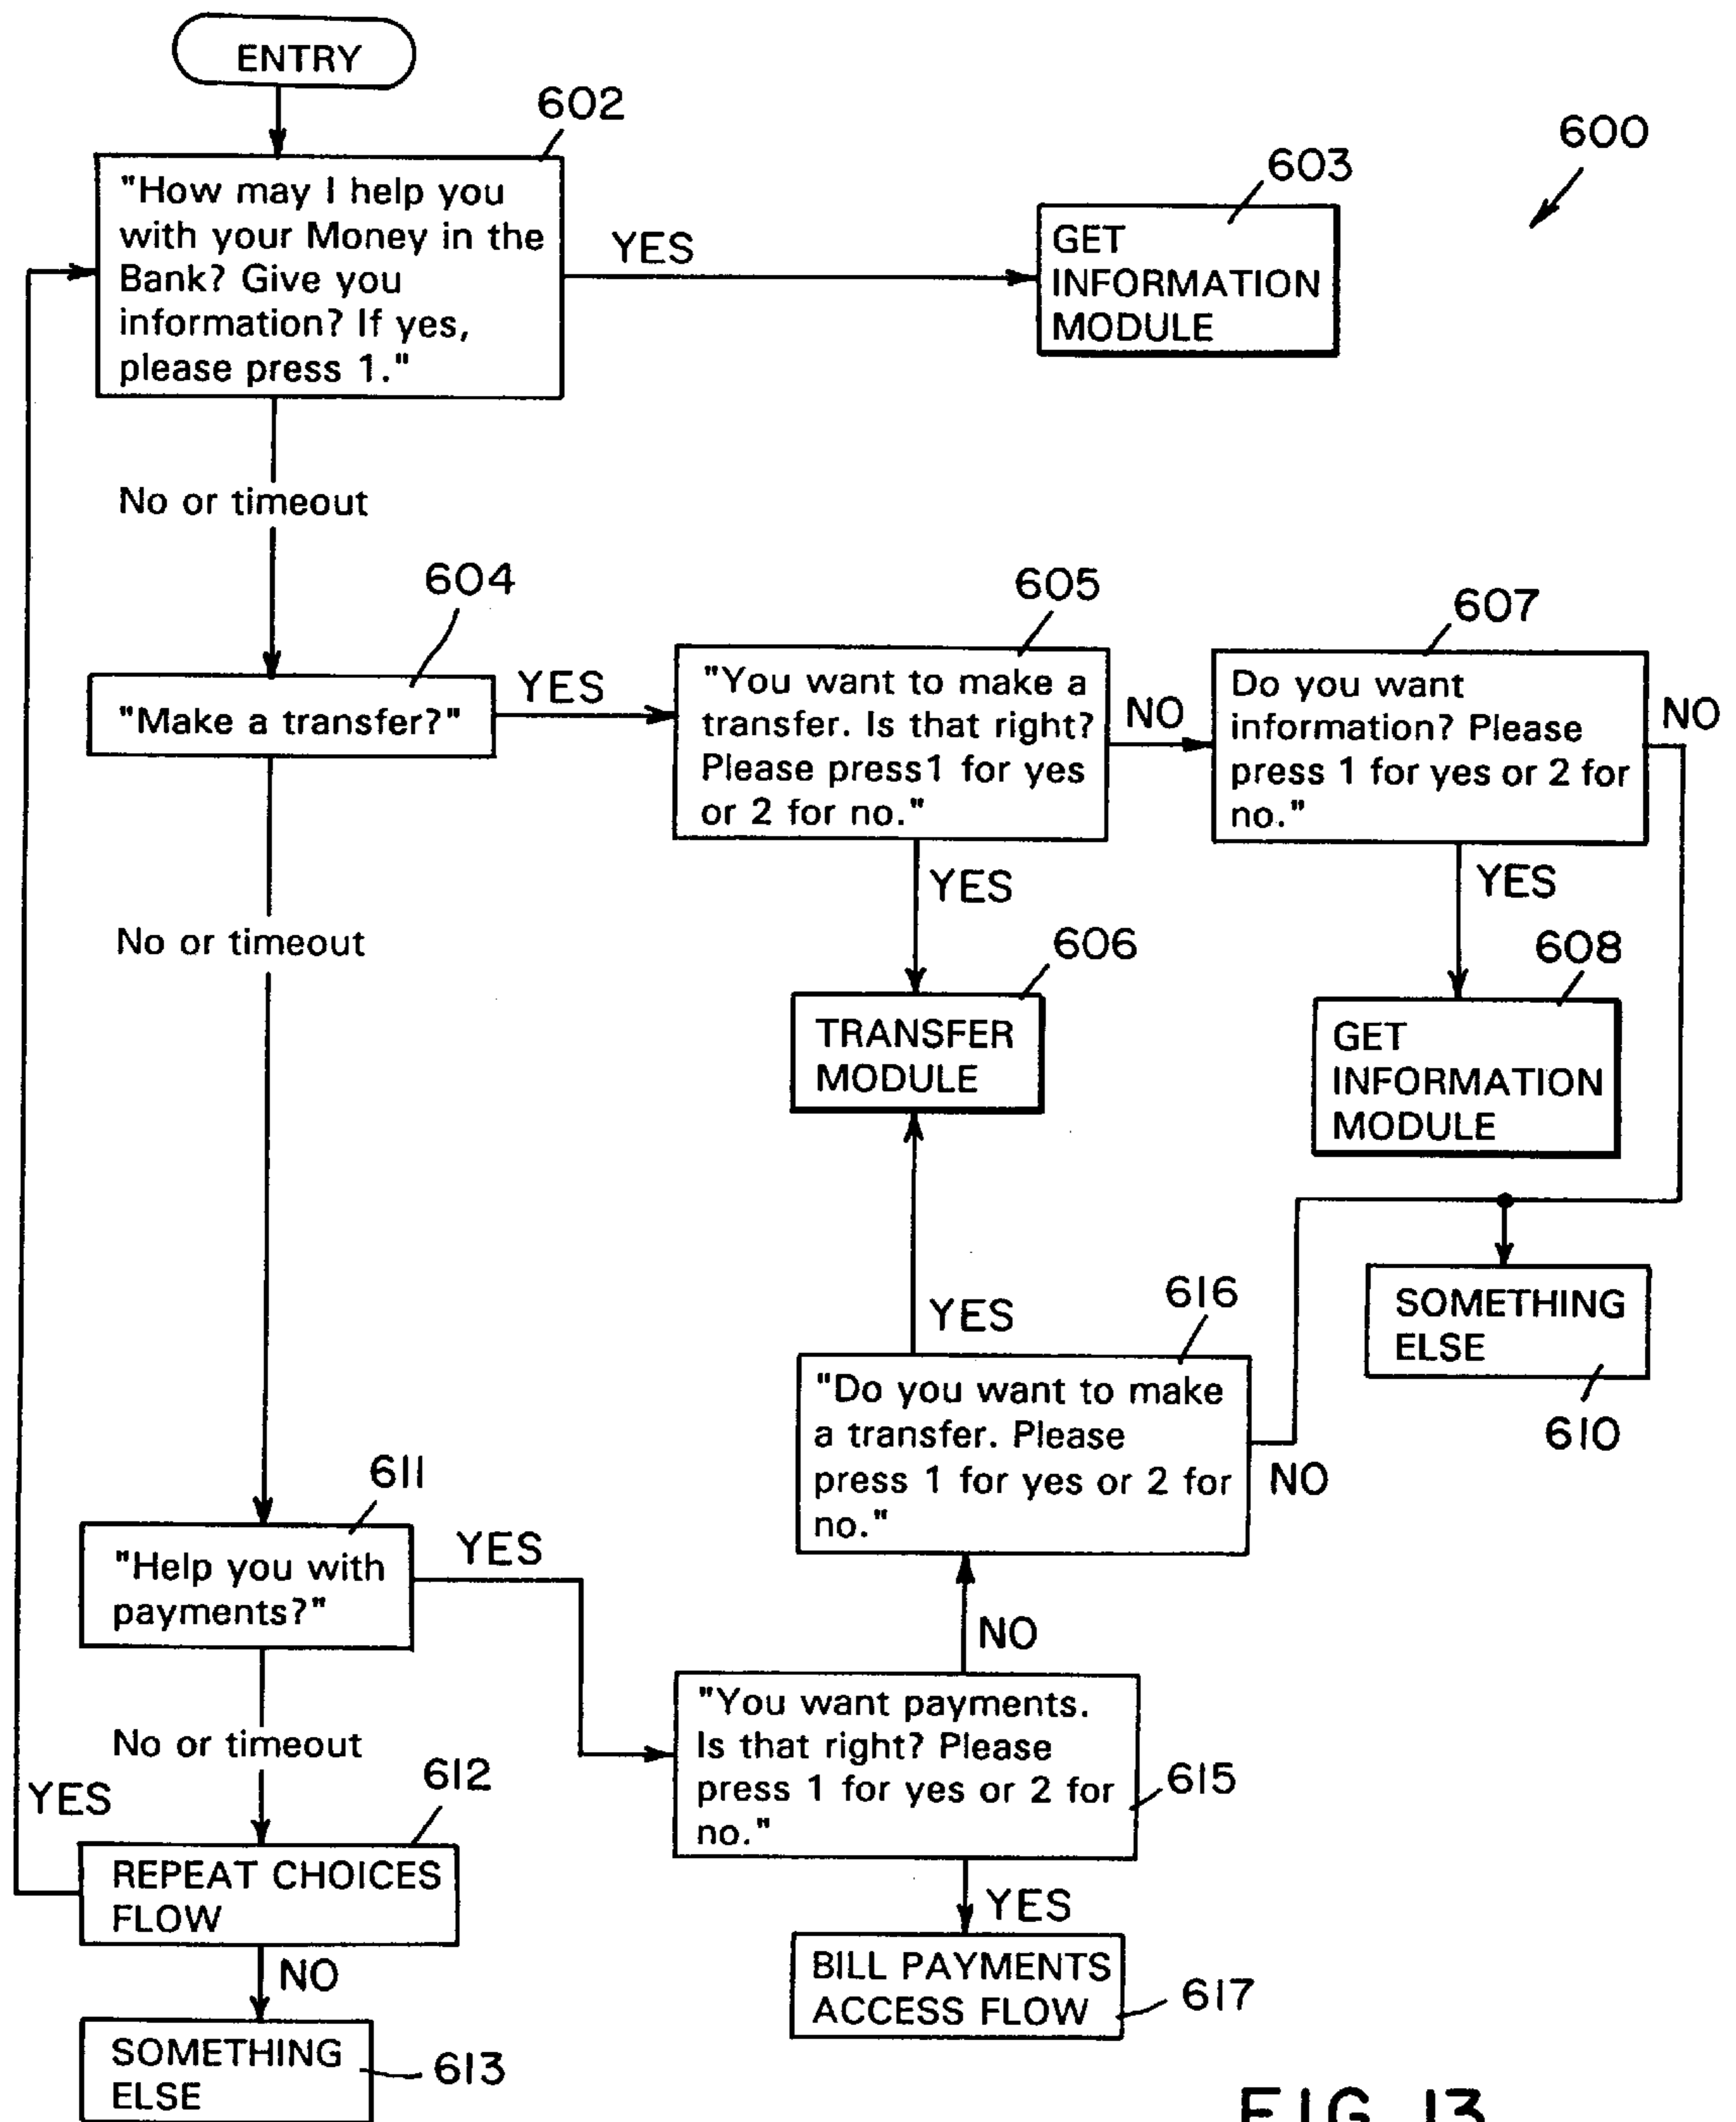 ENTRY
602
600
603
"How may I help you
with your Money in the
Bank? Give you
information? If yes,
please press 1."
YES
GET
INFORMATION
MODULE
No or timeout
604
605
607
"Make a transfer?"
YES
"You want to make a
transfer. Is that right?
Please press1 for yes
or 2 for no."
NO
Do you want
information? Please
press 1 for yes or 2 for
no."
NO
YES
YES
No or timeout
606
608
TRANSFER
MODULE
GET
INFORMATION
MODULE
YES
616
SOMETHING
ELSE
610
"Do you want to make
a transfer. Please
press 1 for yes or 2 for
no."
NO
611
"Help you with
payments?"
YES
NO
"You want payments.
Is that right? Please
press 1 for yes or 2 for
no."
615
No or timeout
YES
612
REPEAT CHOICES
FLOW
YES
NO
BILL PAYMENTS
ACCESS FLOW
617
SOMETHING
ELSE
613
FIG. 13